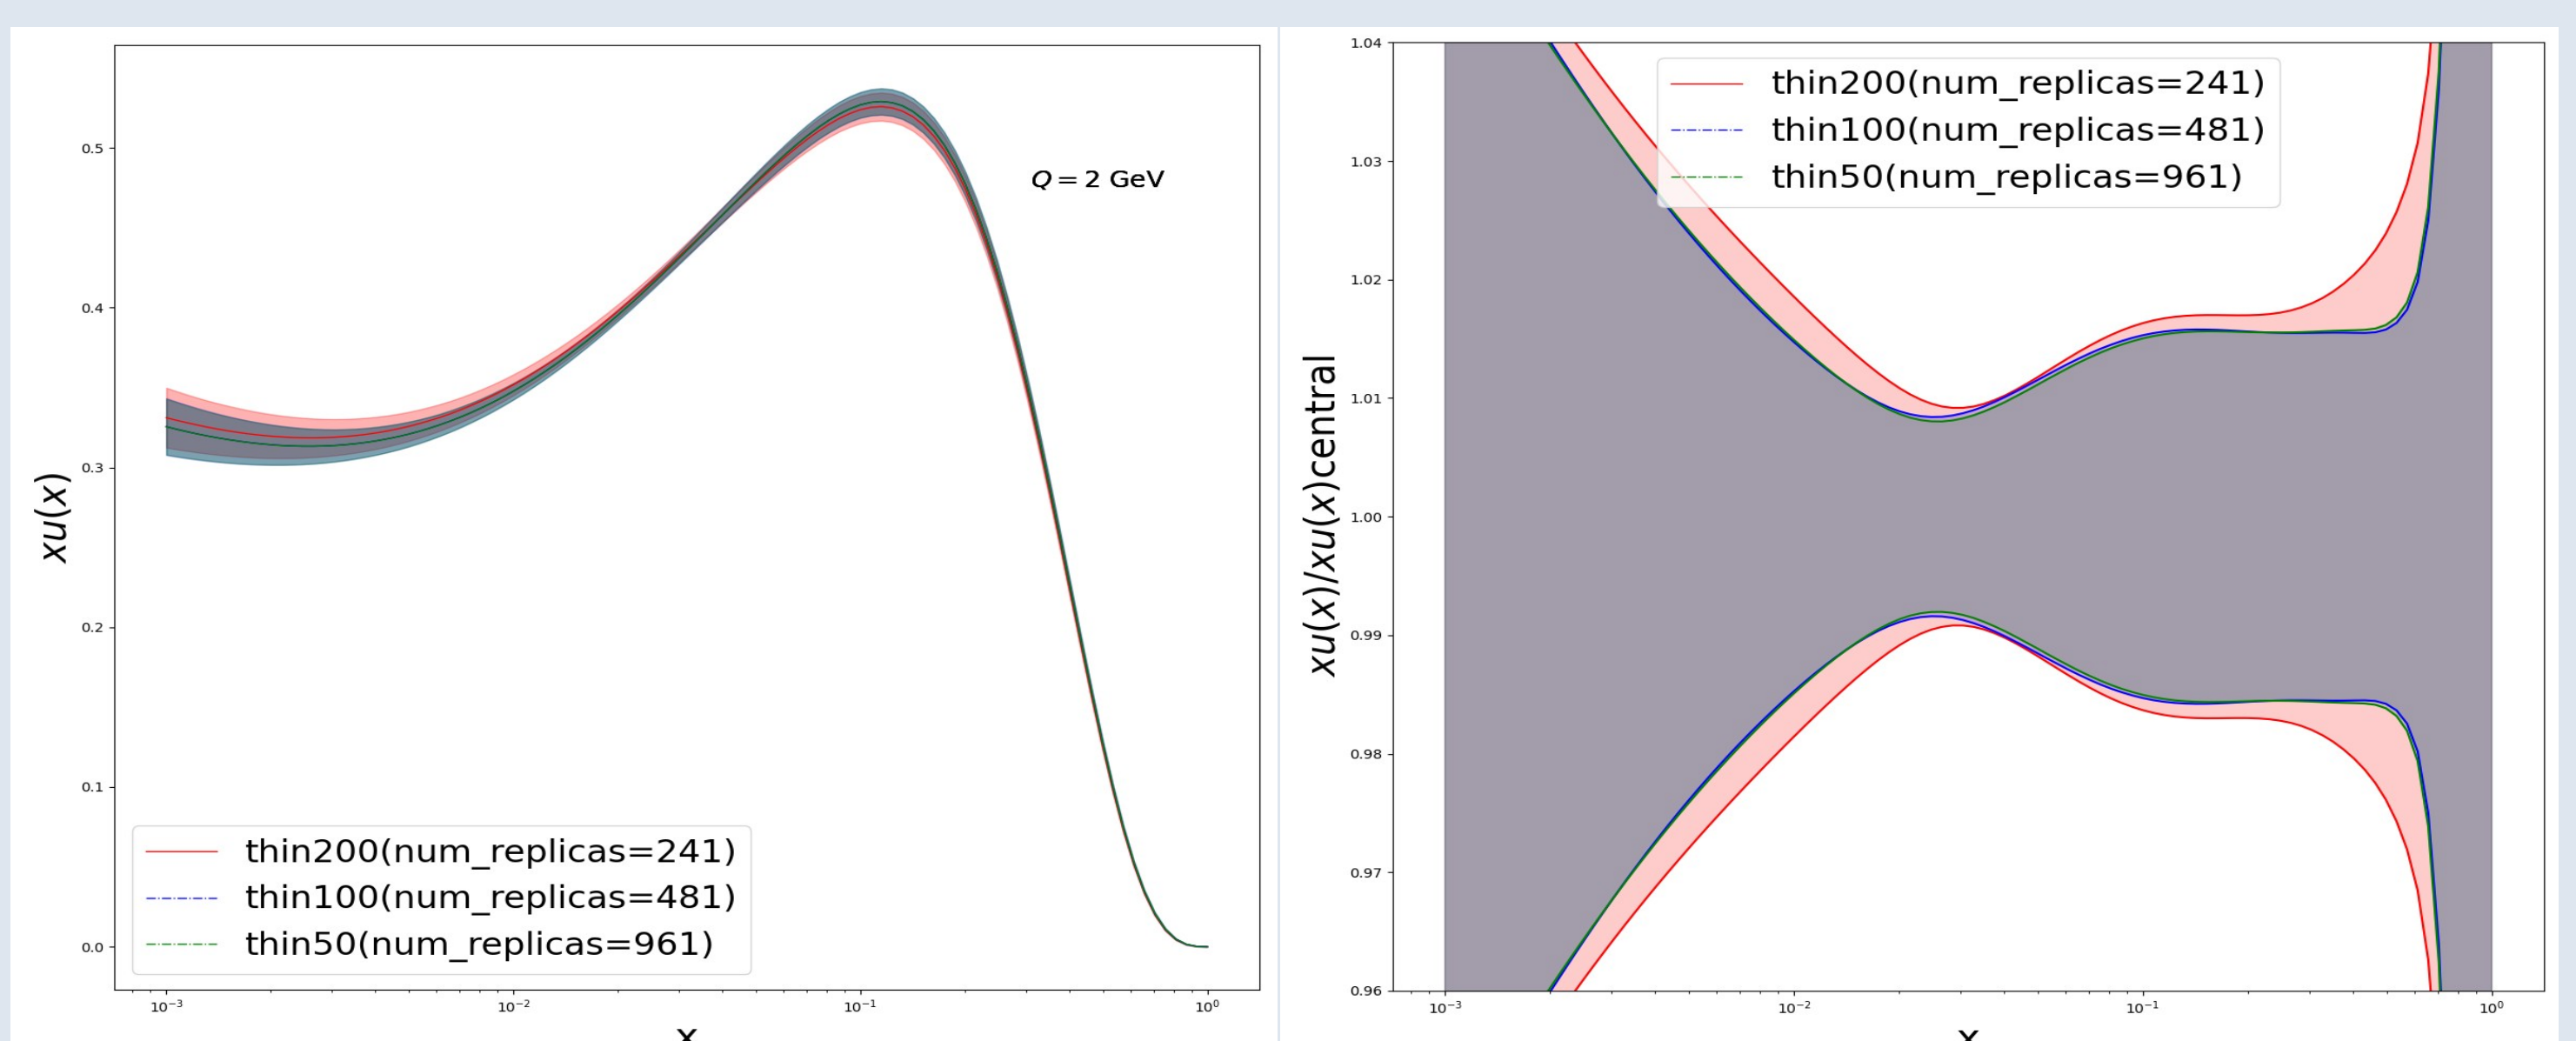 xu(x)
0.5
0.4
0.3
0.2
0.1
0.0
Q = 2 GeV
thin200(num_replicas=241)
thin100(num_replicas=481)
thin50(num_replicas=961)
10⁻³ 10⁻² 10⁻¹ 10⁰
x
xu(x)/xu(x)central
1.04
1.03
1.02
1.01
1.00
0.99
0.98
0.97
0.96
thin200(num_replicas=241)
thin100(num_replicas=481)
thin50(num_replicas=961)
10⁻³ 10⁻² 10⁻¹ 10⁰
x